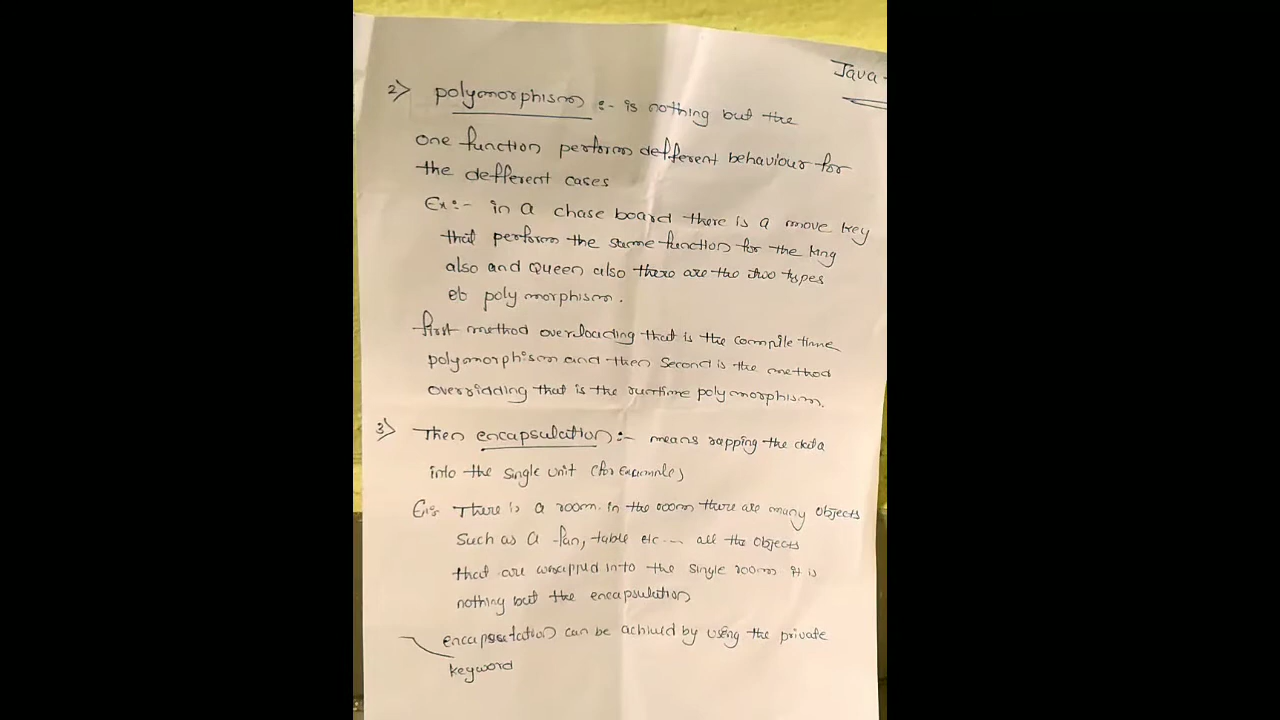 Java-
2) polymorphism :- is nothing but the
one function perform defferent behaviour for
the defferent cases
Ex:- in a chase board there is a move key
that perform the same function for the king
also and Queen also there are the two types
of polymorphism.
first method overloading that is the compile time
polymorphism and then second is the method
overridding that is the runtime polymorphism.
3) Then encapsulation :- means rapping the data
into the single unit (for Example)
Ex:- There is a room in the room there are many objects
Such as a fan, table etc --- all the objects
that are wrapped into the single room it is
nothing but the encapsulation
encapsulation can be achived by using the private
keyword